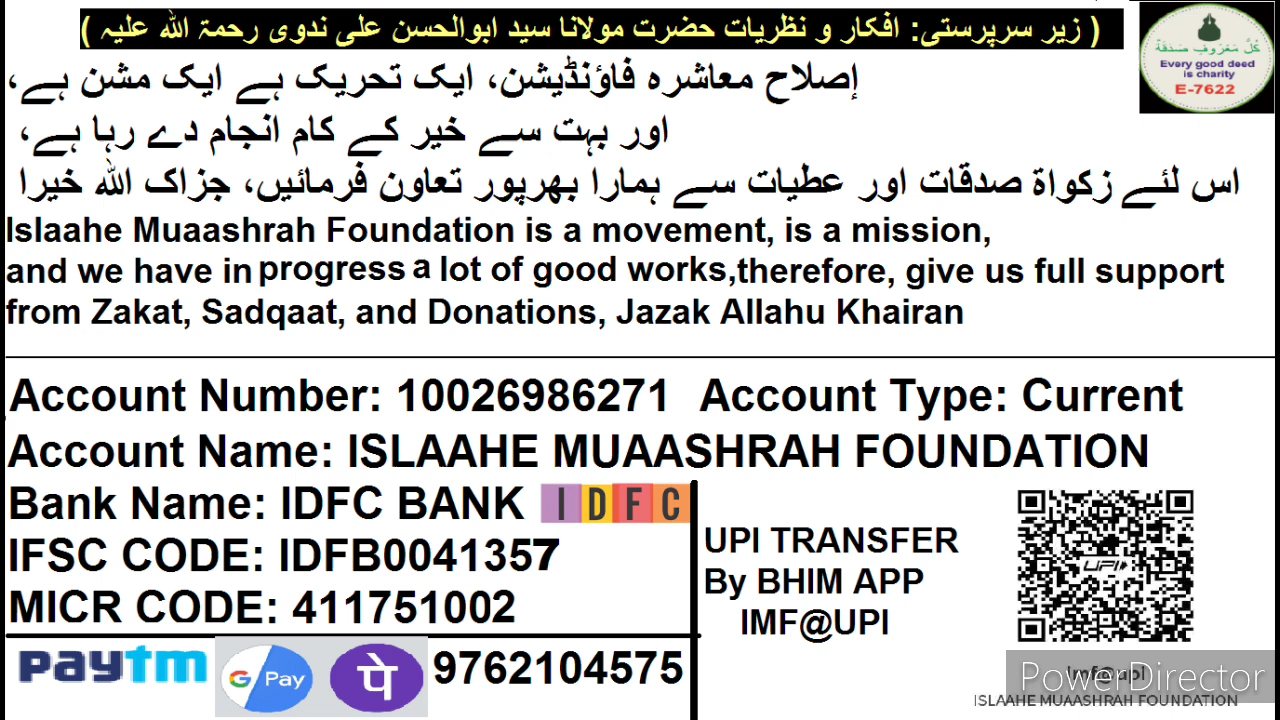 ( زیر سرپرستی: افکار و نظریات حضرت مولانا سید ابوالحسن علی ندوی رحمۃ اللہ علیہ )
كُلُّ مَعْرُوفٍ صَدَقَةٌ
Every good deed
is charity
E-7622
إصلاح معاشرہ فاؤنڈیشن، ایک تحریک ہے ایک مشن ہے،
اور بہت سے خیر کے کام انجام دے رہا ہے،
اس لئے زکواۃ صدقات اور عطیات سے ہمارا بھرپور تعاون فرمائیں، جزاک اللہ خیرا
Islaahe Muaashrah Foundation is a movement, is a mission,
and we have in progress a lot of good works,therefore, give us full support
from Zakat, Sadqaat, and Donations, Jazak Allahu Khairan
Account Number: 10026986271 Account Type: Current
Account Name: ISLAAHE MUAASHRAH FOUNDATION
Bank Name: IDFC BANK IDFC
IFSC CODE: IDFB0041357
MICR CODE: 411751002
paytm G Pay पे 9762104575
UPI TRANSFER
By BHIM APP
IMF@UPI
UPI
imf@upi
PowerDirector
ISLAAHE MUAASHRAH FOUNDATION